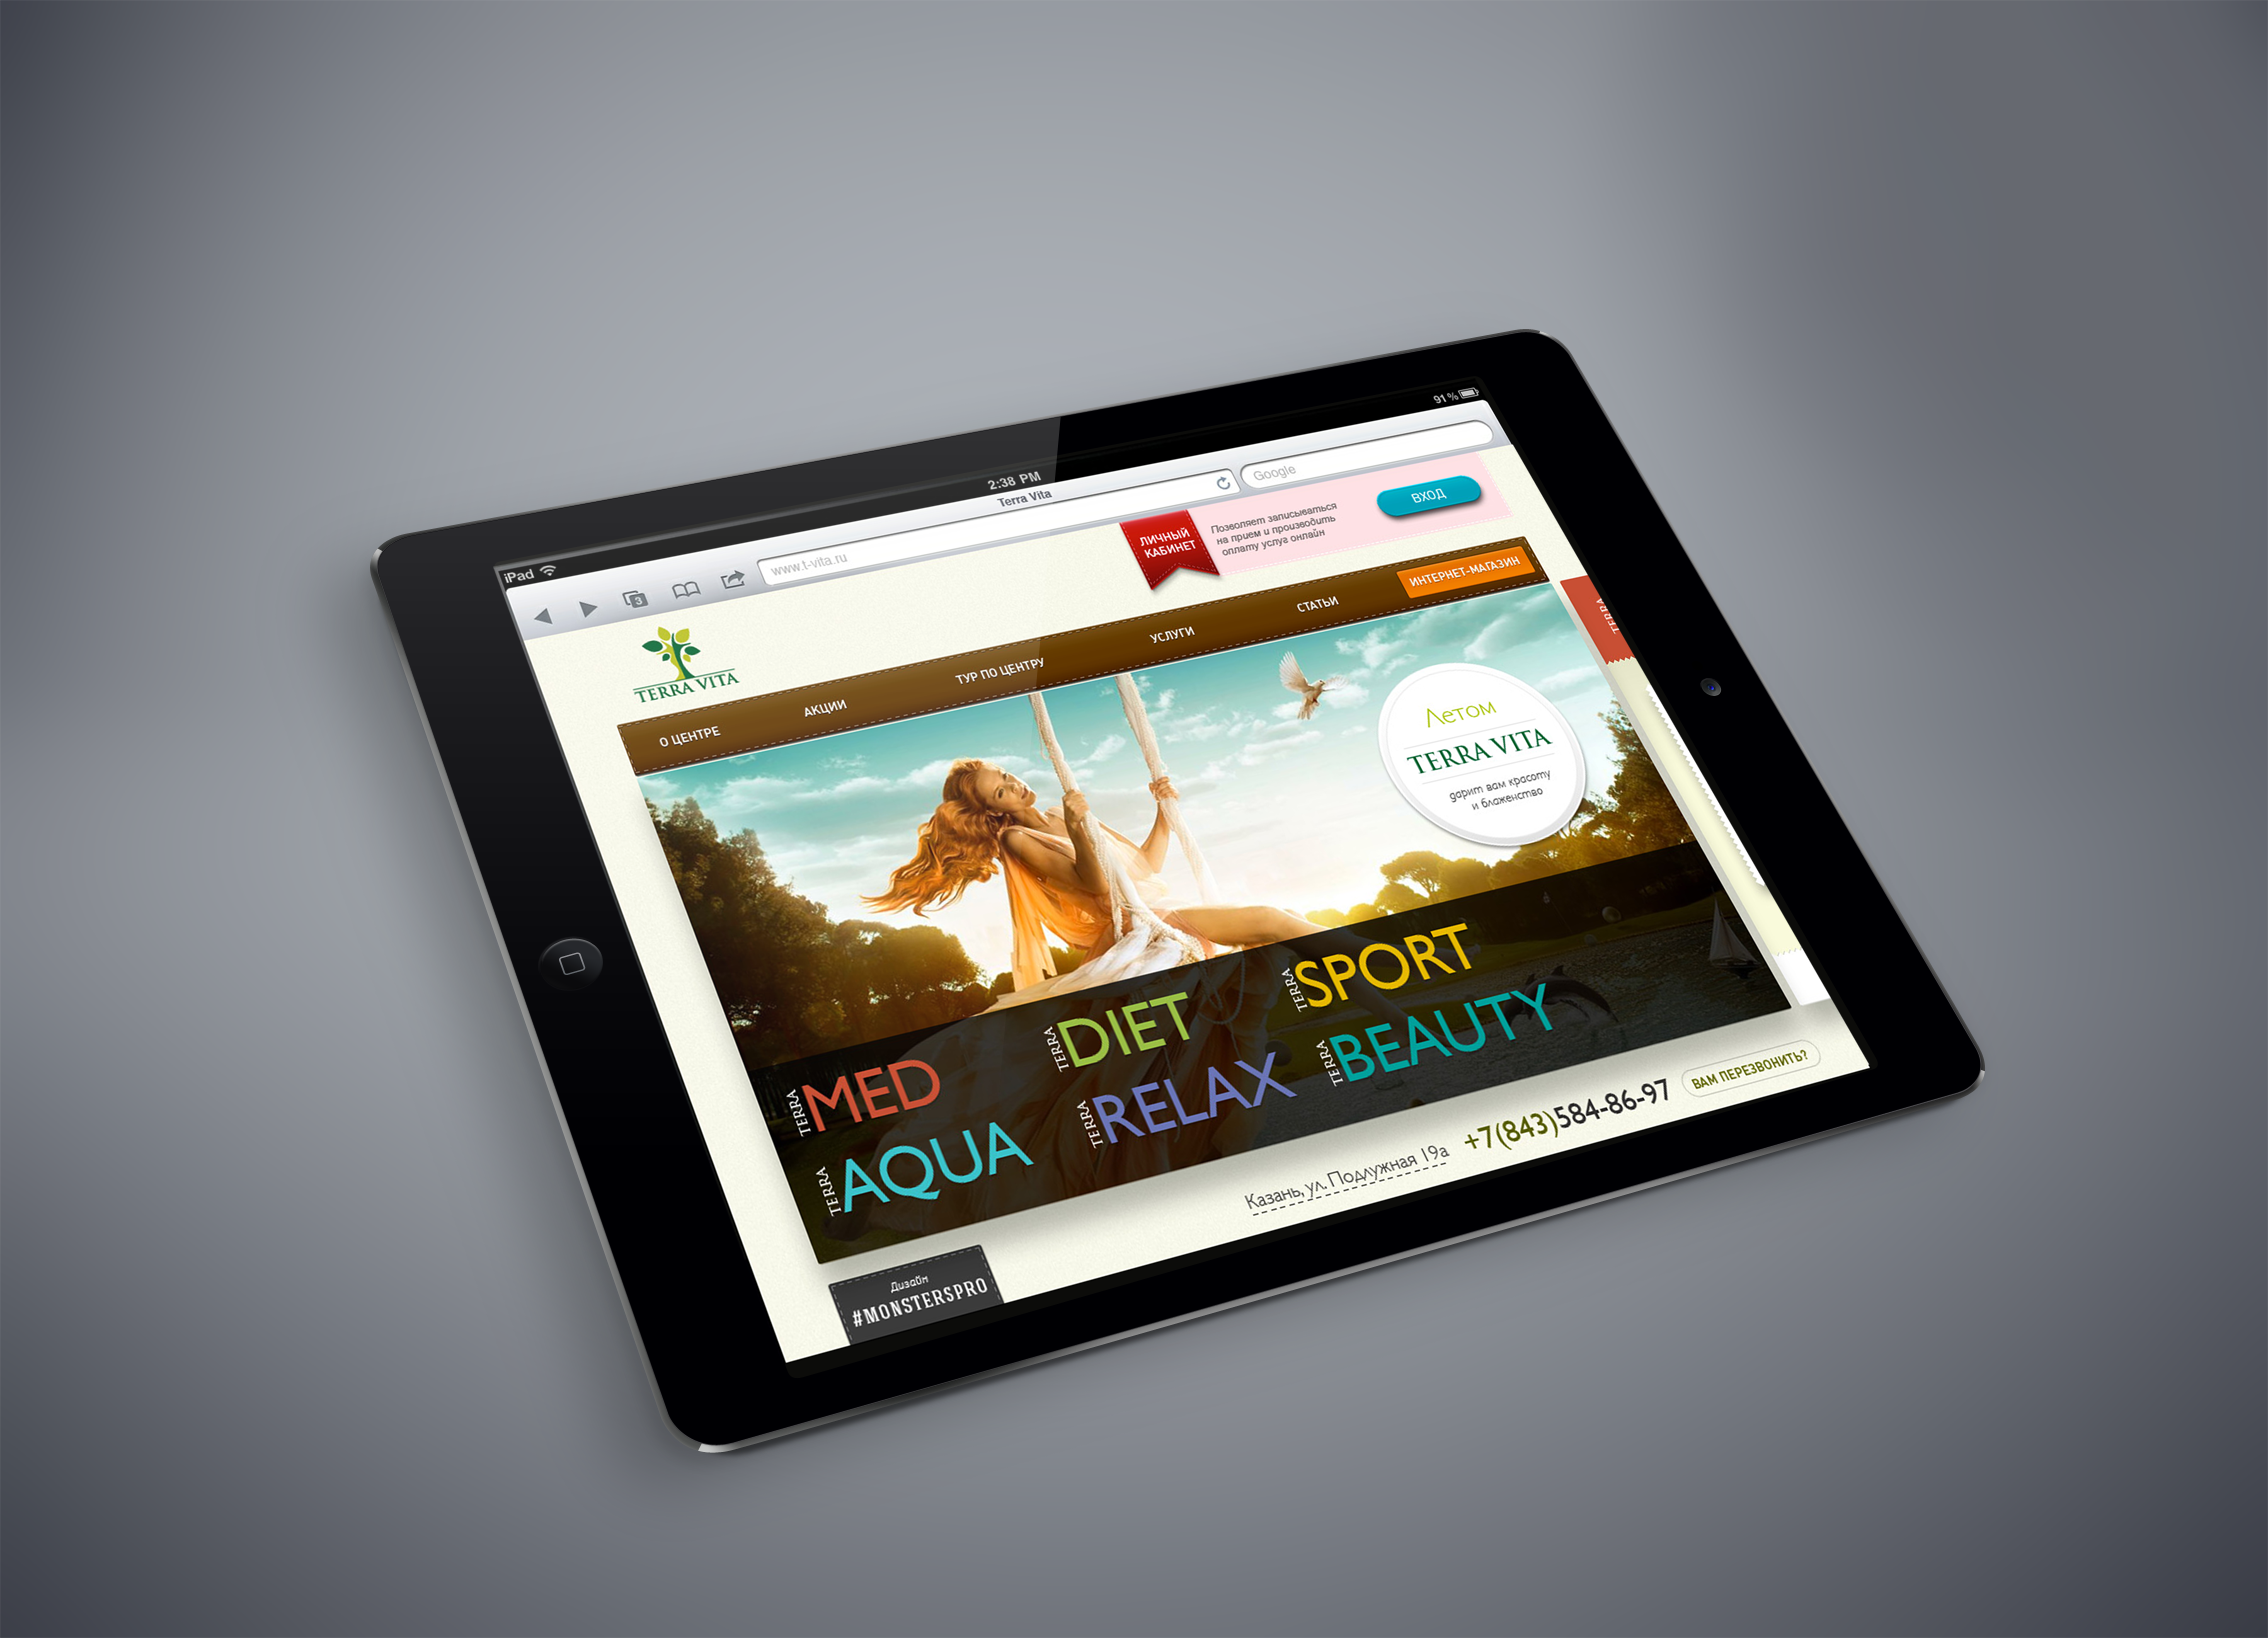 iPad
2:38 PM
91 %
Terra Vita
3
www.t-vita.ru
Google
ЛИЧНЫЙ
КАБИНЕТ
Позволяет записываться
на прием и производить
оплату услуг онлайн
ВХОД
TERRA VITA
О ЦЕНТРЕ
АКЦИИ
ТУР ПО ЦЕНТРУ
УСЛУГИ
СТАТЬИ
ИНТЕРНЕТ-МАГАЗИН
TERRA
Летом
TERRA VITA
дарит вам красоту
и блаженство
TERRA MED
TERRA DIET
TERRA SPORT
TERRA AQUA
TERRA RELAX
TERRA BEAUTY
Казань, ул. Подлужная 19а
+7(843)584-86-97
ВАМ ПЕРЕЗВОНИТЬ?
Дизайн
#MONSTERSPRO